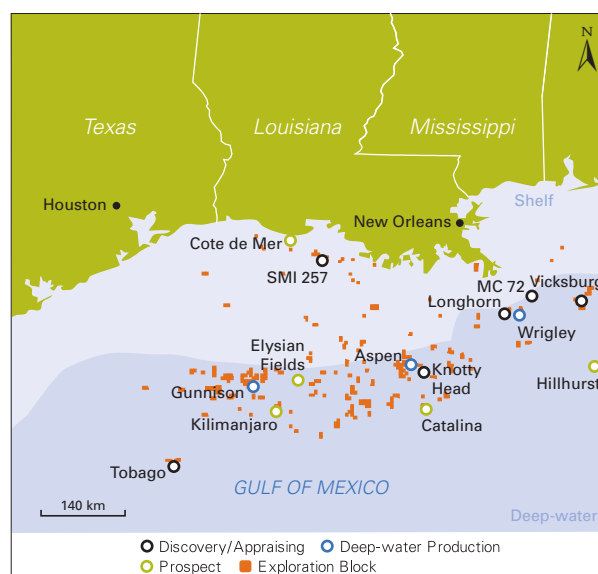 N
Texas
Louisiana
Mississippi
Houston
New Orleans
Shelf
Cote de Mer
SMI 257
MC 72
Vicksburg
Longhorn
Wrigley
Elysian
Fields
Aspen
Knotty
Head
Gunnison
Hillhurst
Kilimanjaro
Catalina
Tobago
GULF OF MEXICO
140 km
Deep-water
Discovery/Appraising
Deep-water Production
Prospect
Exploration Block